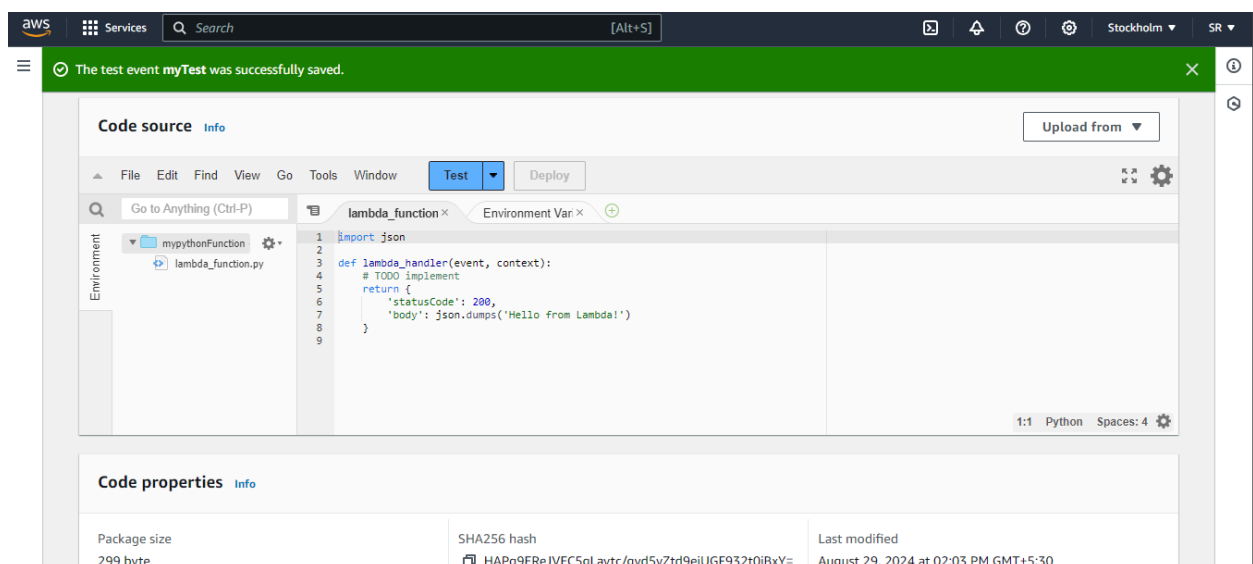 aws Services Search [Alt+S] Stockholm SR
The test event myTest was successfully saved.
Code source Info Upload from
File Edit Find View Go Tools Window Test Deploy
Go to Anything (Ctrl-P) lambda_function Environment Vari
Environment
mypythonFunction
lambda_function.py
1 import json
2
3 def lambda_handler(event, context):
4 # TODO implement
5 return {
6 'statusCode': 200,
7 'body': json.dumps('Hello from Lambda!')
8 }
9
1:1 Python Spaces: 4
Code properties Info
Package size SHA256 hash Last modified
299 byte August 29, 2024 at 02:03 PM GMT+5:30